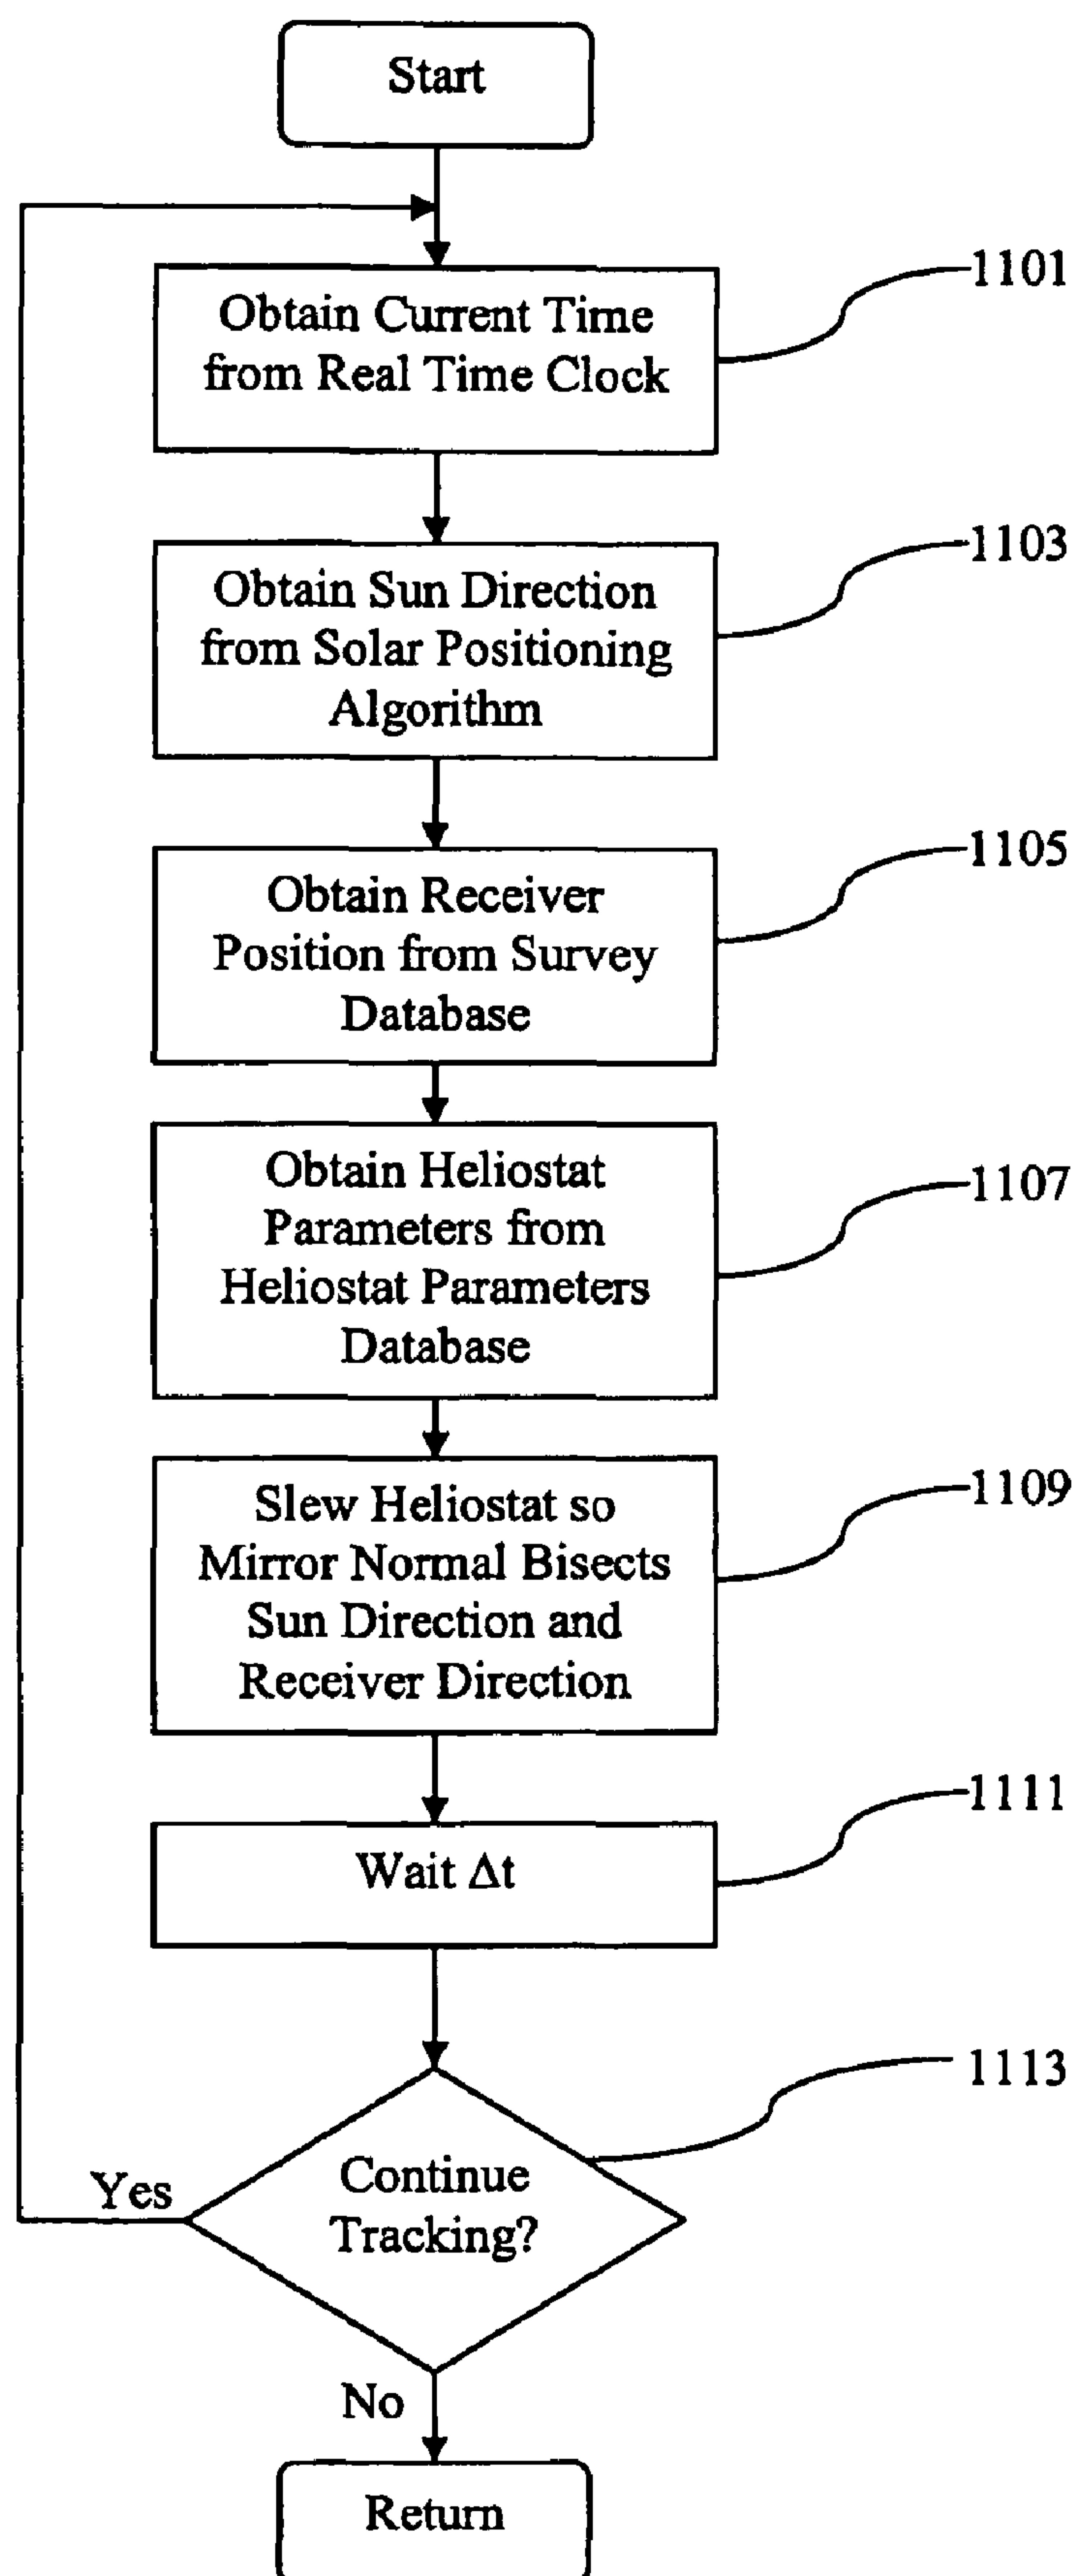 Start
1101
Obtain Current Time
from Real Time Clock
1103
Obtain Sun Direction
from Solar Positioning
Algorithm
1105
Obtain Receiver
Position from Survey
Database
1107
Obtain Heliostat
Parameters from
Heliostat Parameters
Database
1109
Slew Heliostat so
Mirror Normal Bisects
Sun Direction and
Receiver Direction
1111
Wait Δt
1113
Continue
Tracking?
Yes
No
Return